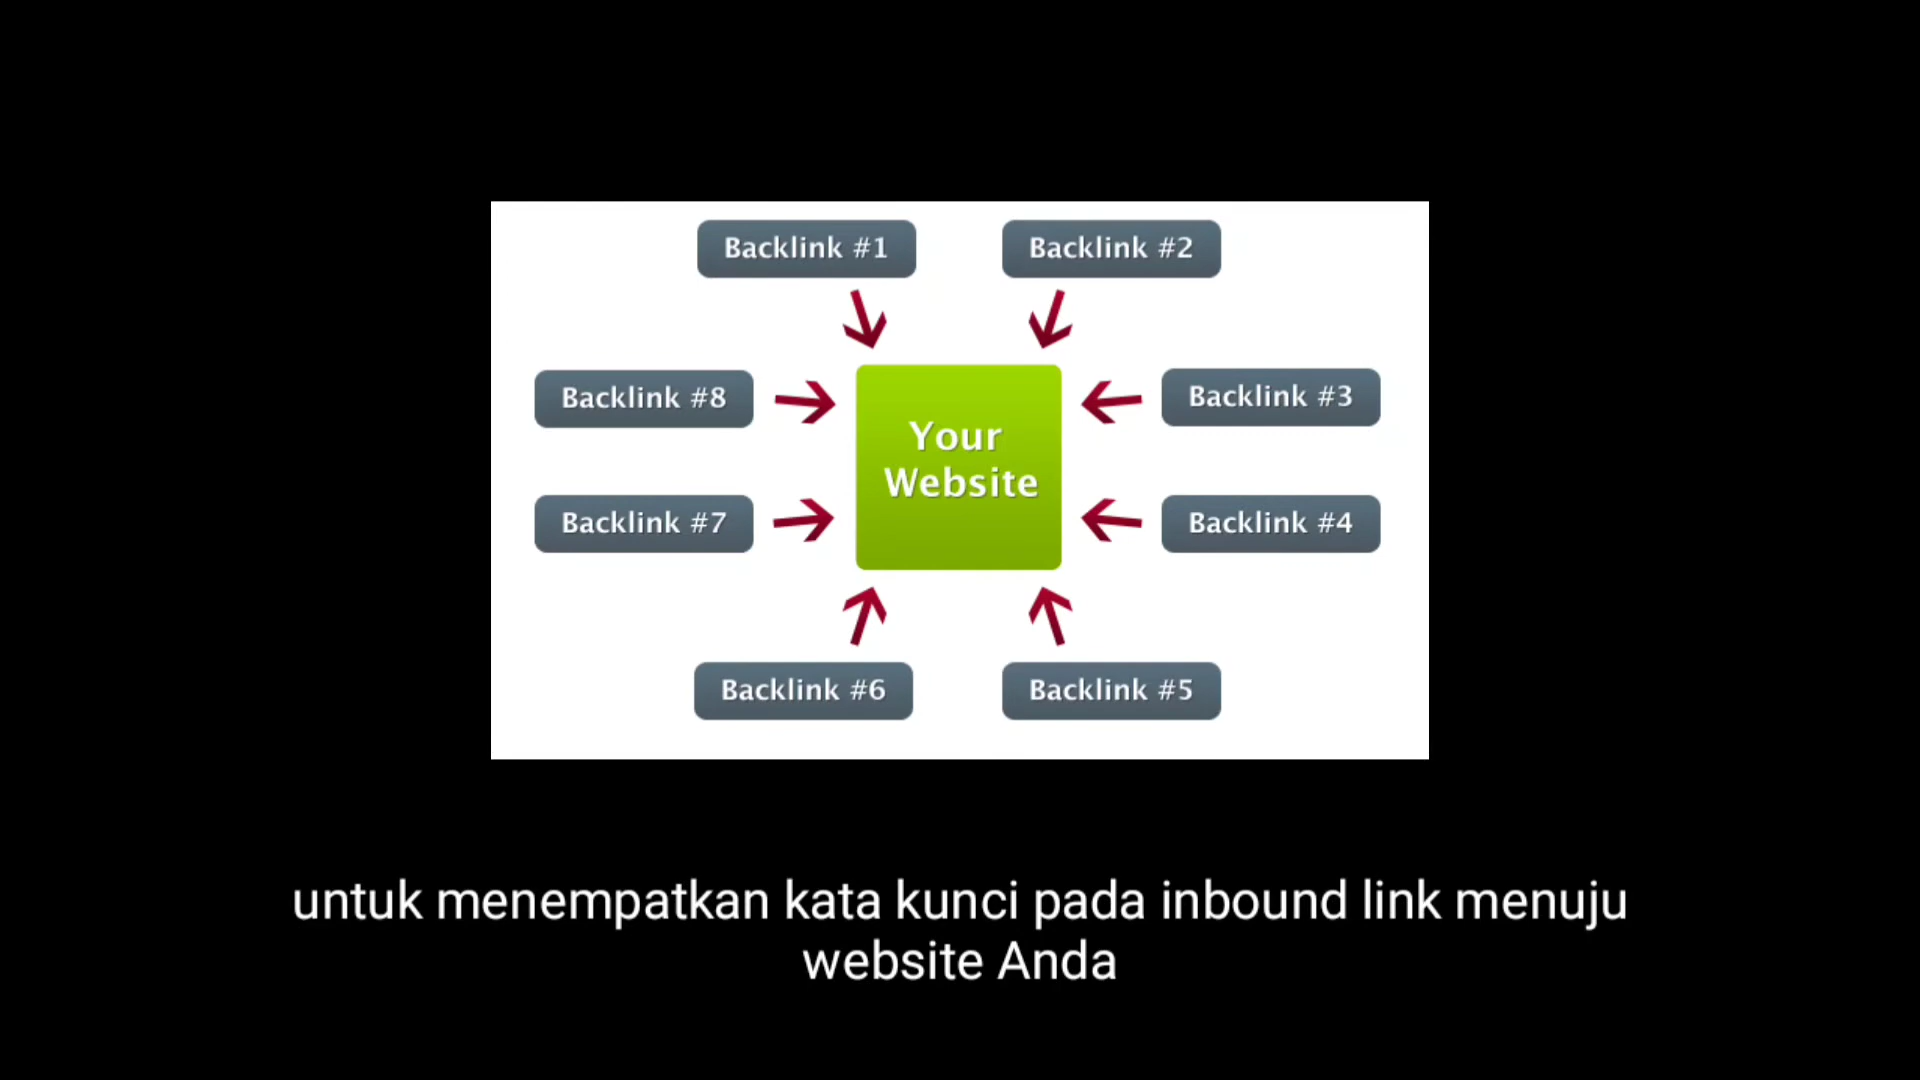 Backlink #1
Backlink #2
Backlink #8
Backlink #3
Your
Website
Backlink #7
Backlink #4
Backlink #6
Backlink #5
untuk menempatkan kata kunci pada inbound link menuju
website Anda